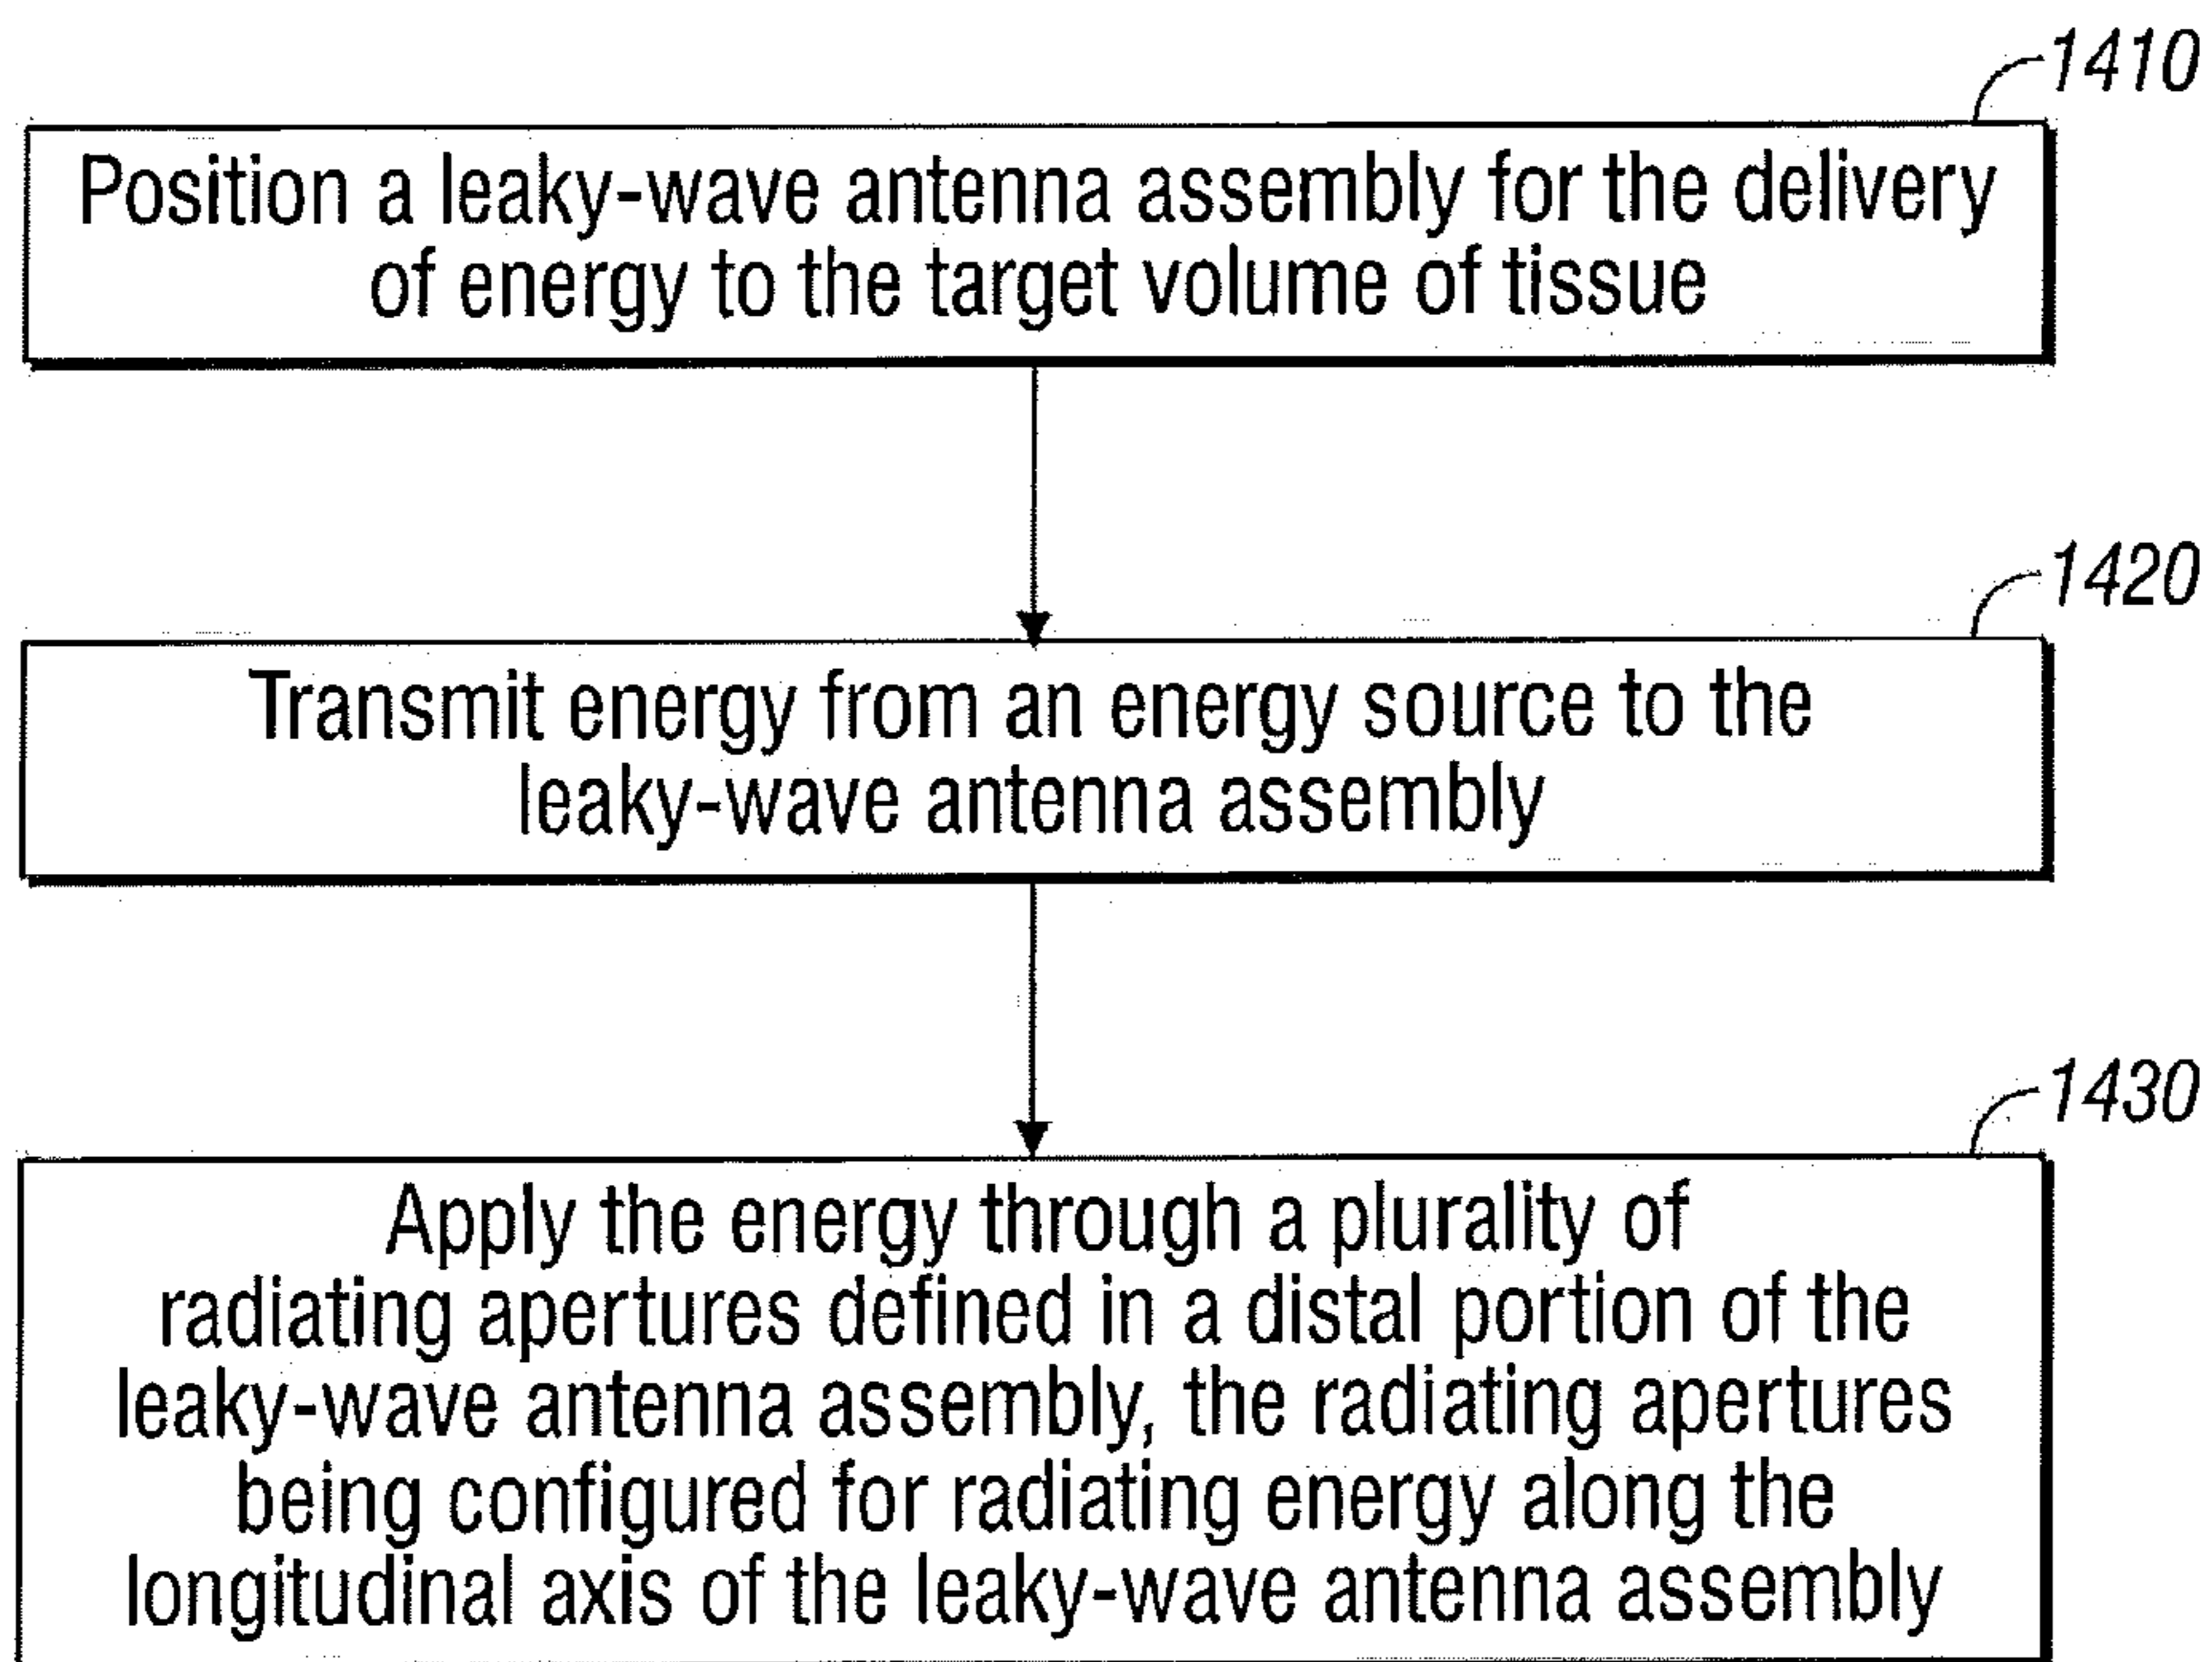 1410
Position a leaky-wave antenna assembly for the delivery
of energy to the target volume of tissue
1420
Transmit energy from an energy source to the
leaky-wave antenna assembly
1430
Apply the energy through a plurality of
radiating apertures defined in a distal portion of the
leaky-wave antenna assembly, the radiating apertures
being configured for radiating energy along the
longitudinal axis of the leaky-wave antenna assembly